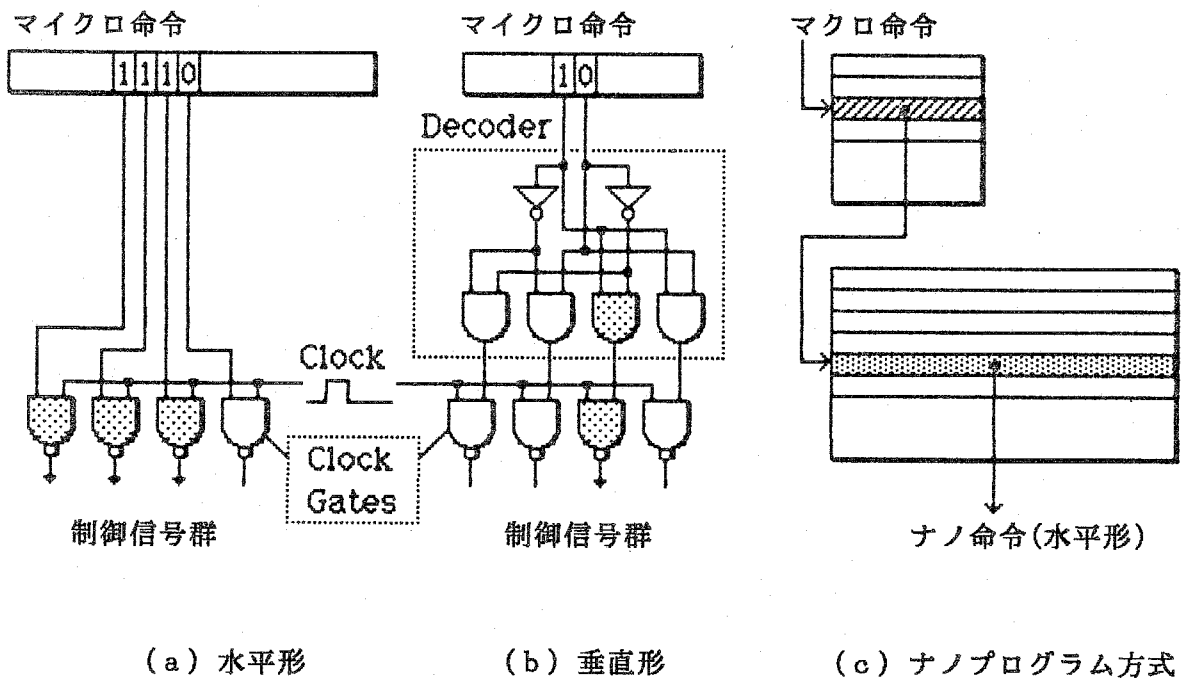 マイクロ命令
1110
マイクロ命令
10
マクロ命令
Decoder
Clock
Clock
Gates
制御信号群
制御信号群
ナノ命令(水平形)
(a) 水平形
(b) 垂直形
(c) ナノプログラム方式